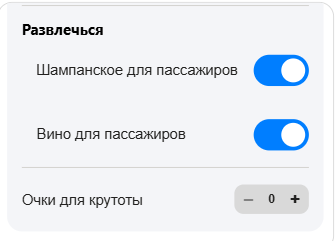 Развлечься
Шампанское для пассажиров
Вино для пассажиров
Очки для крутоты
– 0 +